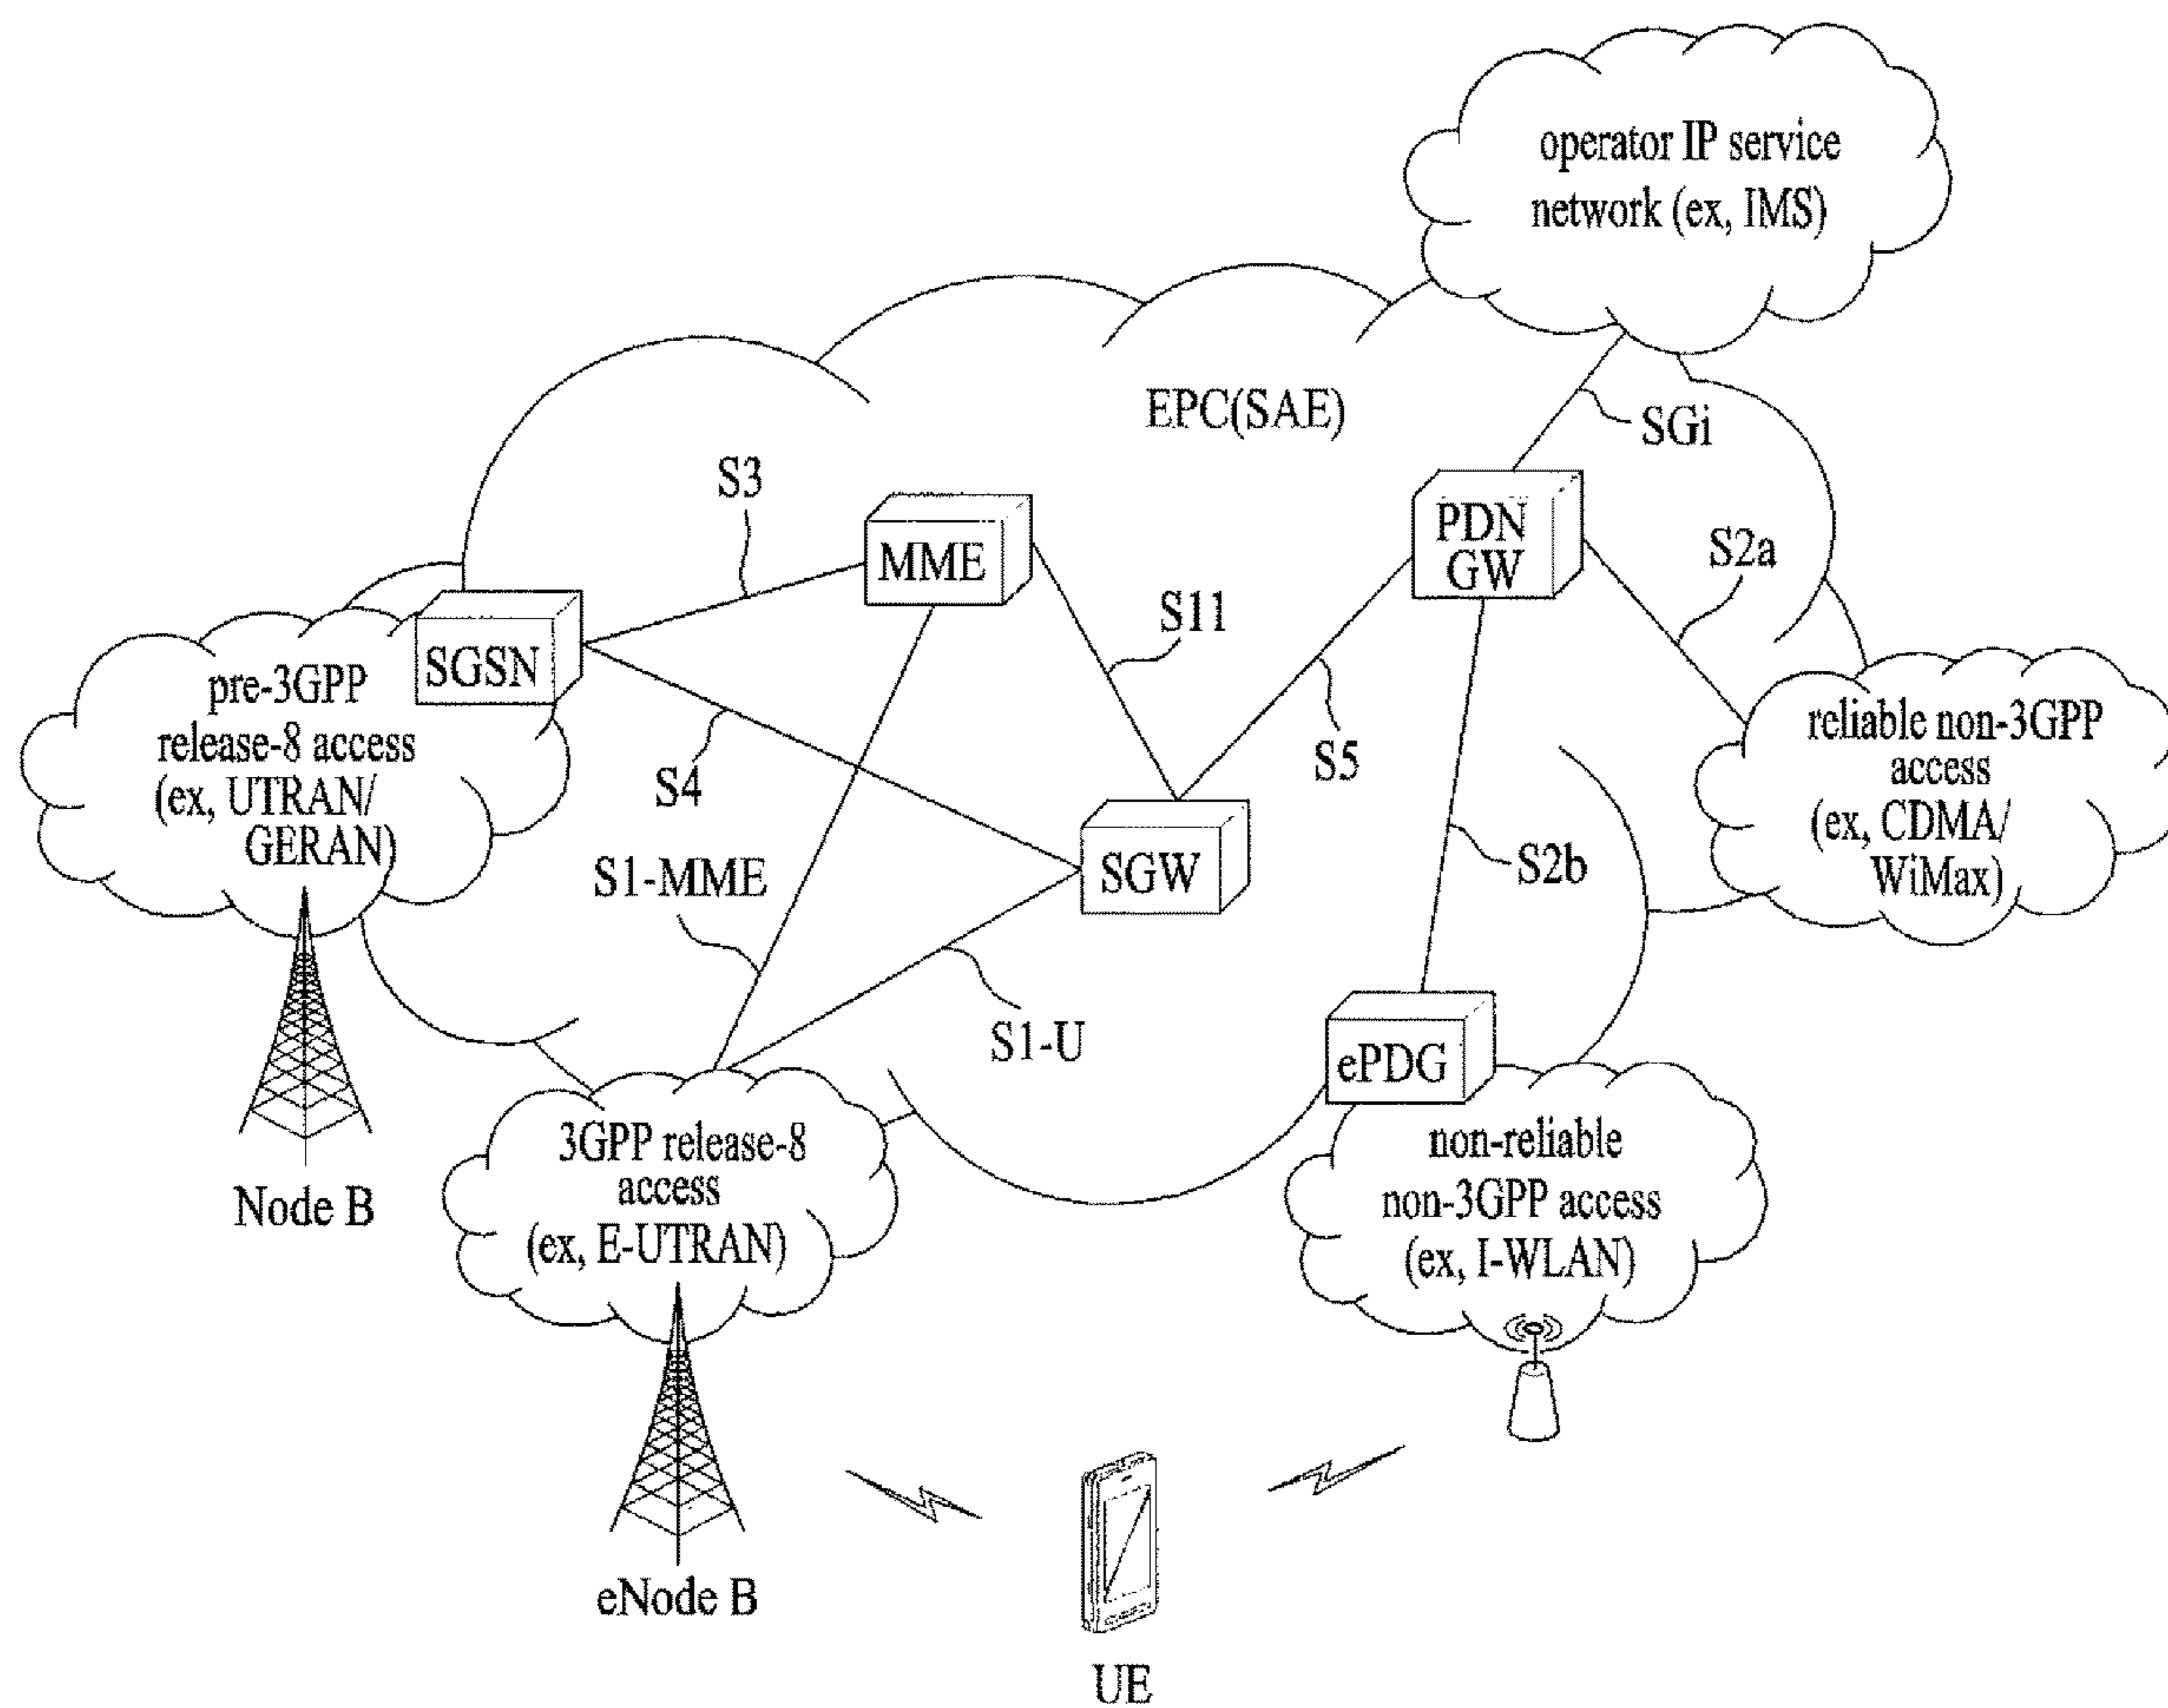 operator IP service
network (ex, IMS)
EPC(SAE)
SGi
S3
MME
PDN
GW
S2a
S11
SGSN
pre-3GPP
release-8 access
(ex, UTRAN/
GERAN)
S4
S5
reliable non-3GPP
access
(ex, CDMA/
WiMax)
S1-MME
SGW
S2b
S1-U
ePDG
3GPP release-8
access
(ex, E-UTRAN)
non-reliable
non-3GPP access
(ex, I-WLAN)
Node B
eNode B
UE